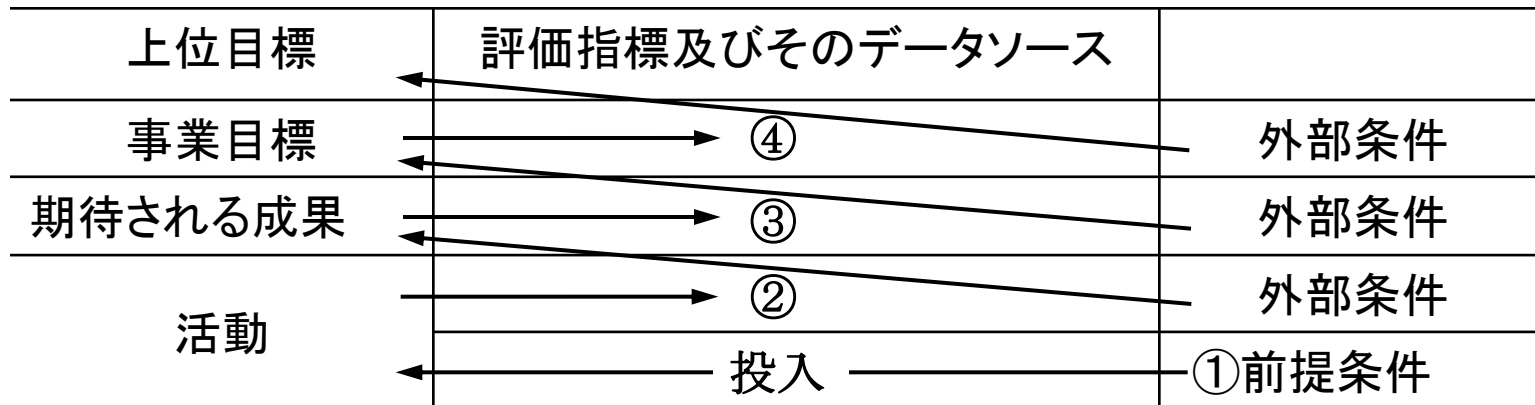 上位目標 評価指標及びそのデータソース
事業目標 ④ 外部条件
期待される成果 ③ 外部条件
② 外部条件
活動
投入 ①前提条件